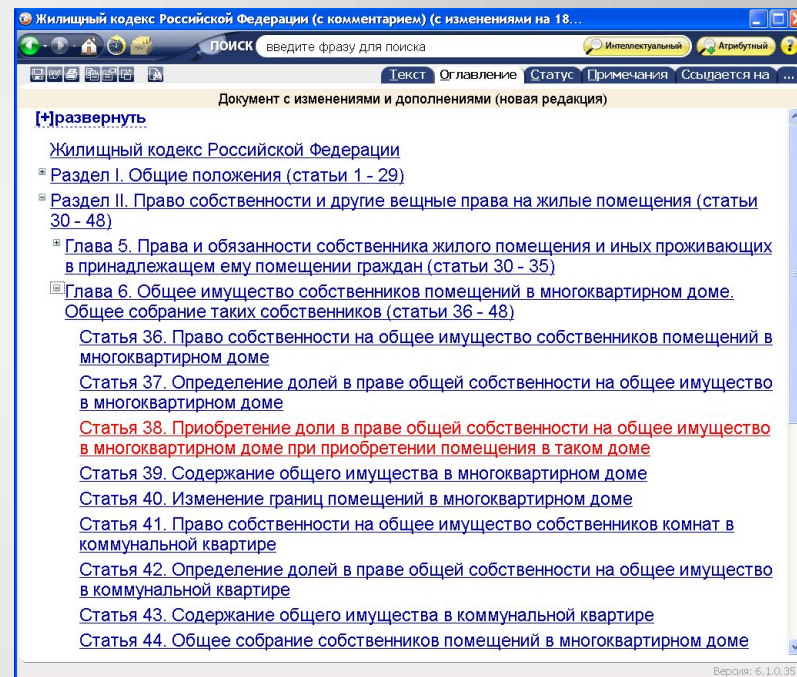 Жилищный кодекс Российской Федерации (с комментарием) (с изменениями на 18...
ПОИСК введите фразу для поиска Интеллектуальный Атрибутный ?
Текст Оглавление Статус Примечания Ссылается на ...
Документ с изменениями и дополнениями (новая редакция)
[+]развернуть
Жилищный кодекс Российской Федерации
Раздел I. Общие положения (статьи 1 - 29)
Раздел II. Право собственности и другие вещные права на жилые помещения (статьи
30 - 48)
Глава 5. Права и обязанности собственника жилого помещения и иных проживающих
в принадлежащем ему помещении граждан (статьи 30 - 35)
Глава 6. Общее имущество собственников помещений в многоквартирном доме.
Общее собрание таких собственников (статьи 36 - 48)
Статья 36. Право собственности на общее имущество собственников помещений в
многоквартирном доме
Статья 37. Определение долей в праве общей собственности на общее имущество
в многоквартирном доме
Статья 38. Приобретение доли в праве общей собственности на общее имущество
в многоквартирном доме при приобретении помещения в таком доме
Статья 39. Содержание общего имущества в многоквартирном доме
Статья 40. Изменение границ помещений в многоквартирном доме
Статья 41. Право собственности на общее имущество собственников комнат в
коммунальной квартире
Статья 42. Определение долей в праве общей собственности на общее имущество
в коммунальной квартире
Статья 43. Содержание общего имущества в коммунальной квартире
Статья 44. Общее собрание собственников помещений в многоквартирном доме
Версия: 6.1.0.35